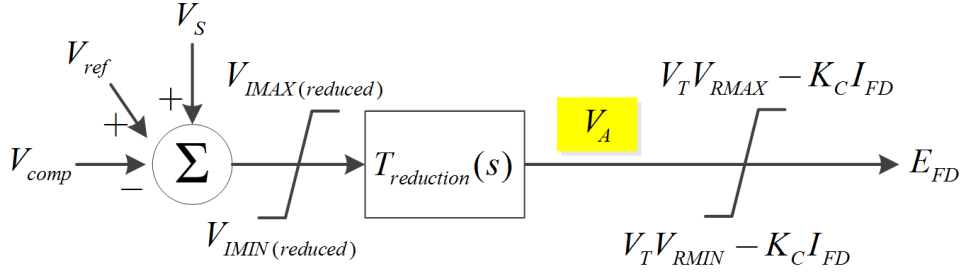 V_S
V_ref
V_IMAX(reduced)
V_T V_RMAX − K_C I_FD
+
+
V_A
V_comp
−
Σ
T_reduction(s)
E_FD
V_IMIN(reduced)
V_T V_RMIN − K_C I_FD